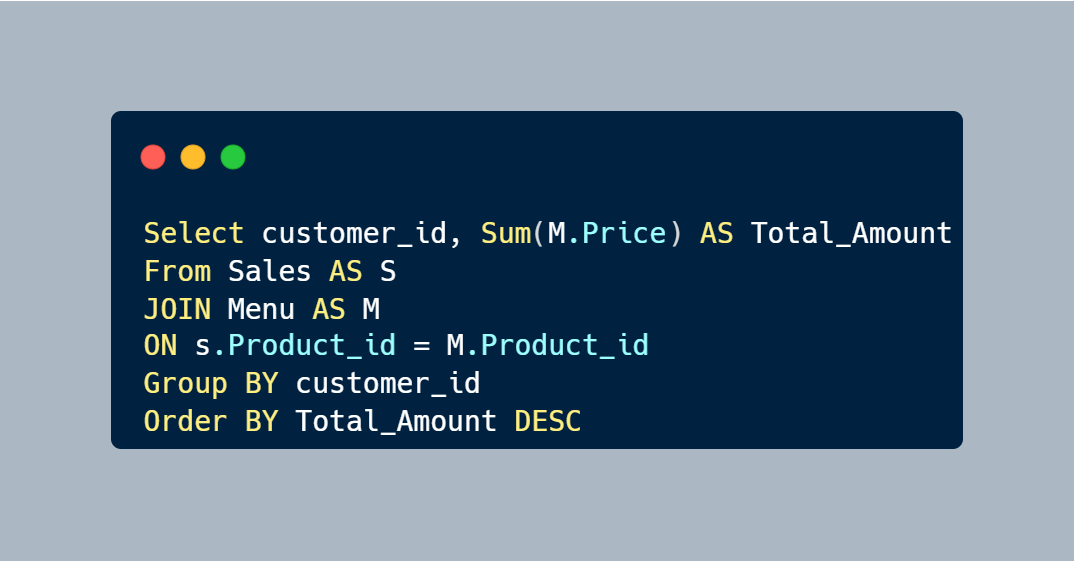 Select customer_id, Sum(M.Price) AS Total_Amount
From Sales AS S
JOIN Menu AS M
ON s.Product_id = M.Product_id
Group BY customer_id
Order BY Total_Amount DESC